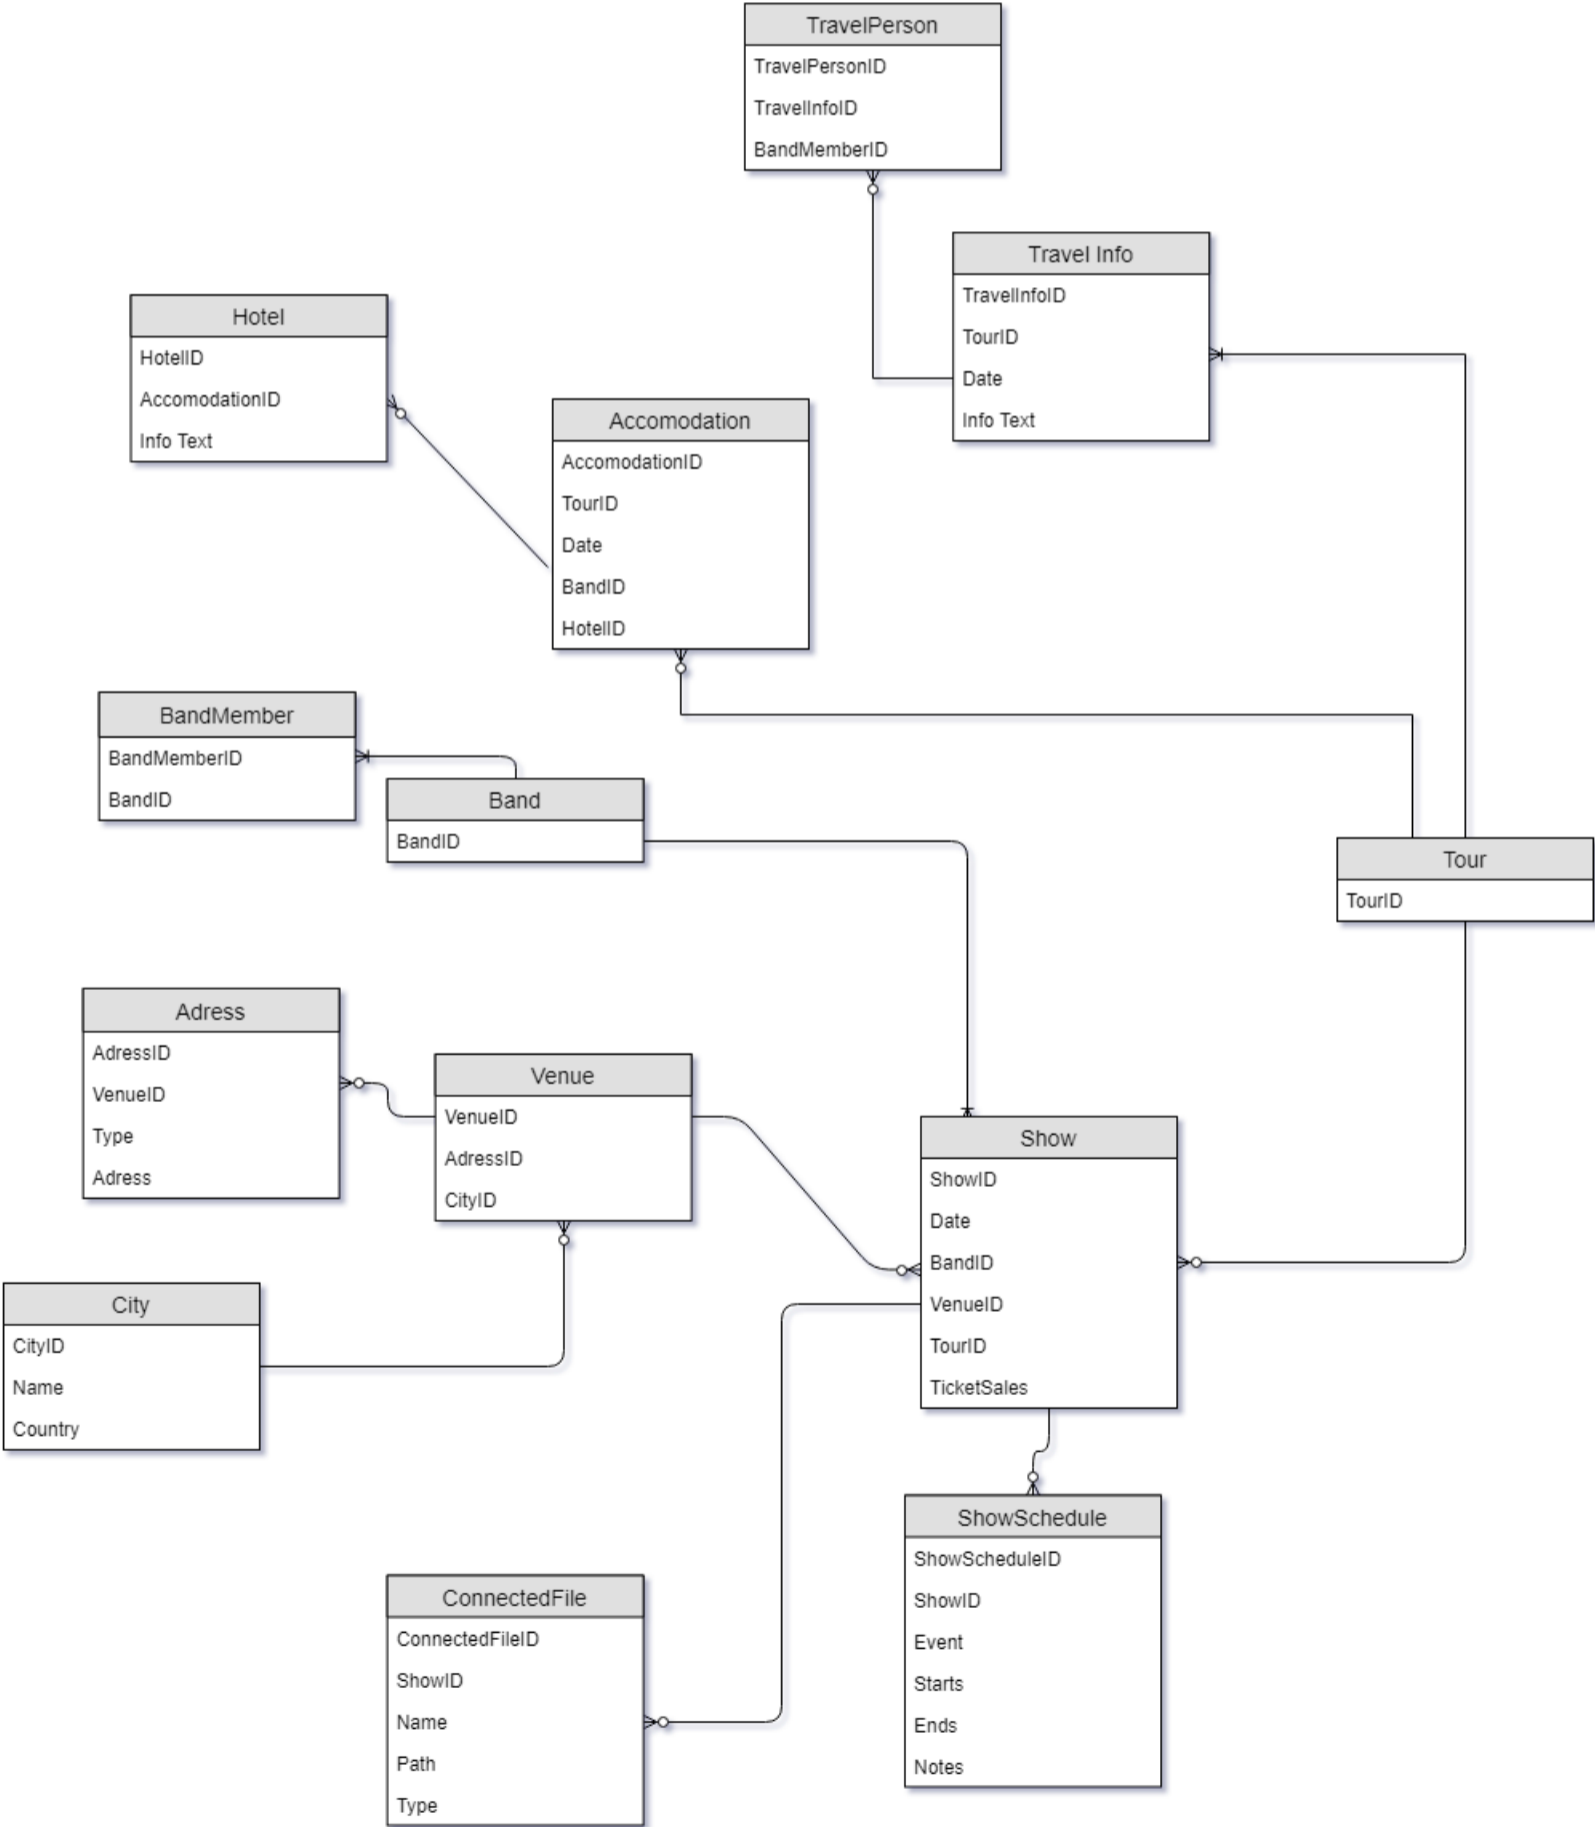 TravelPerson
TravelPersonID
TravelInfoID
BandMemberID
Travel Info
TravelInfoID
TourID
Date
Info Text
Hotel
HotelID
AccomodationID
Info Text
Accomodation
AccomodationID
TourID
Date
BandID
HotelID
BandMember
BandMemberID
BandID
Band
BandID
Tour
TourID
Adress
AdressID
VenueID
Type
Adress
Venue
VenueID
AdressID
CityID
Show
ShowID
Date
BandID
VenueID
TourID
TicketSales
City
CityID
Name
Country
ShowSchedule
ShowScheduleID
ShowID
Event
Starts
Ends
Notes
ConnectedFile
ConnectedFileID
ShowID
Name
Path
Type